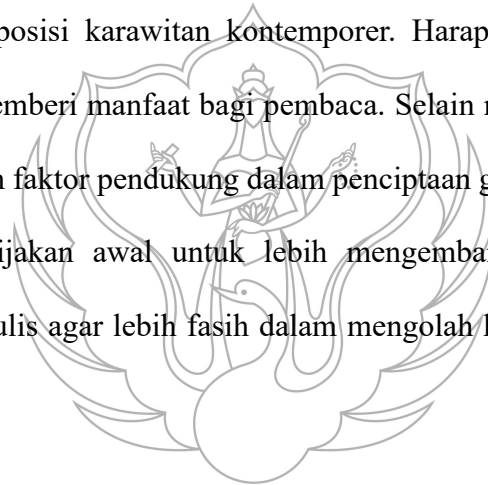 posisi karawitan kontemporer. Harap
emberi manfaat bagi pembaca. Selain
faktor pendukung dalam penciptaan
ijakan awal untuk lebih mengemba
ulis agar lebih fasih dalam mengolah